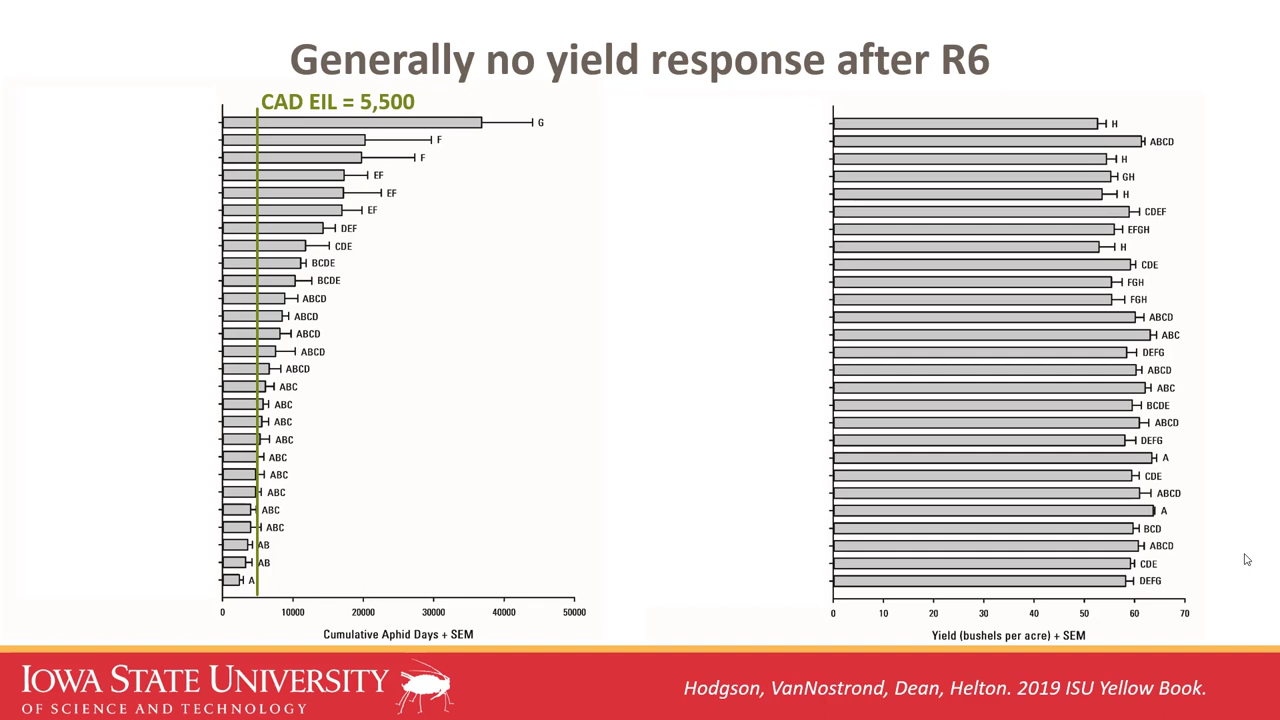 Generally no yield response after R6
CAD EIL = 5,500
G
F
F
EF
EF
EF
DEF
CDE
BCDE
BCDE
ABCD
ABCD
ABCD
ABCD
ABCD
ABC
ABC
ABC
ABC
ABC
ABC
ABC
ABC
ABC
AB
AB
A
0 10000 20000 30000 40000 50000
Cumulative Aphid Days + SEM
H
ABCD
H
GH
H
CDEF
EFGH
H
CDE
FGH
FGH
ABCD
ABC
DEFG
ABCD
ABC
BCDE
ABCD
DEFG
A
CDE
ABCD
A
BCD
ABCD
CDE
DEFG
0 10 20 30 40 50 60 70
Yield (bushels per acre) + SEM
IOWA STATE UNIVERSITY
OF SCIENCE AND TECHNOLOGY
Hodgson, VanNostrond, Dean, Helton. 2019 ISU Yellow Book.